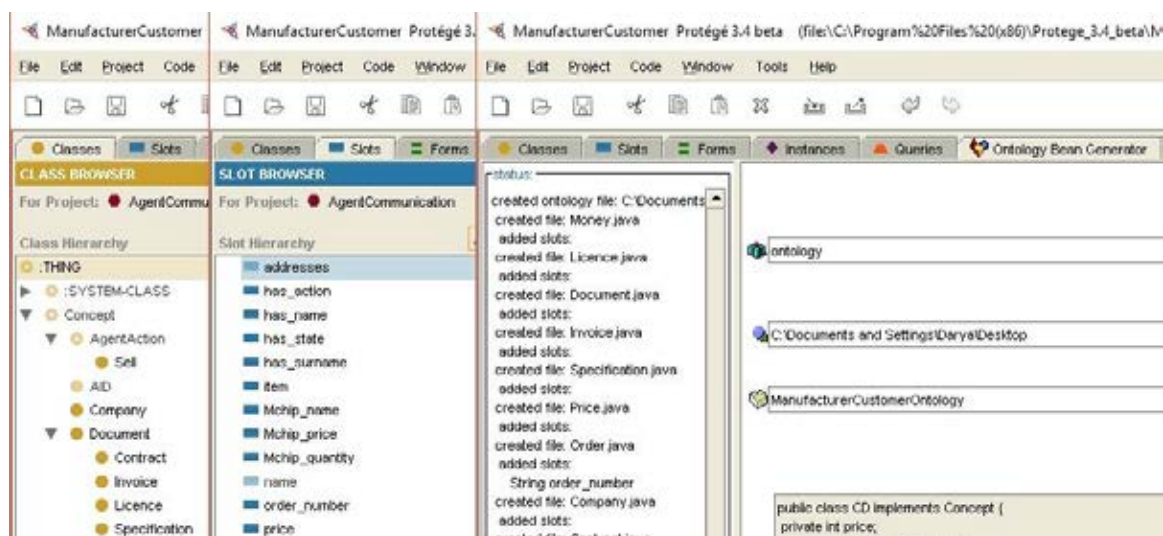 ManufacturerCustomer
File Edit Project Code
Classes Slots
CLASS BROWSER
For Project: AgentCommu
Class Hierarchy
:THING
:SYSTEM-CLASS
Concept
AgentAction
Sell
AID
Company
Document
Contract
Invoice
Licence
Specification
ManufacturerCustomer Protégé 3.
File Edit Project Code Window
Classes Slots Forms
SLOT BROWSER
For Project: AgentCommunication
Slot Hierarchy
addresses
has_action
has_name
has_state
has_surname
item
Mchip_name
Mchip_price
Mchip_quantity
name
order_number
price
ManufacturerCustomer Protégé 3.4 beta (file:\C:\Program%20Files%20(x86)\Protege_3.4_beta\M
File Edit Project Code Window Tools Help
Classes Slots Forms Instances Queries Ontology Bean Generator
status:
created ontology file: C:\Documents
created file: Money.java
added slots:
created file: Licence.java
added slots:
created file: Document.java
added slots:
created file: Invoice.java
added slots:
created file: Specification.java
added slots:
created file: Price.java
added slots:
created file: Order.java
added slots:
String order_number
created file: Company.java
added slots:
ontology
C:\Documents and Settings\Darya\Desktop
ManufacturerCustomerOntology
public class CD implements Concept {
private int price;